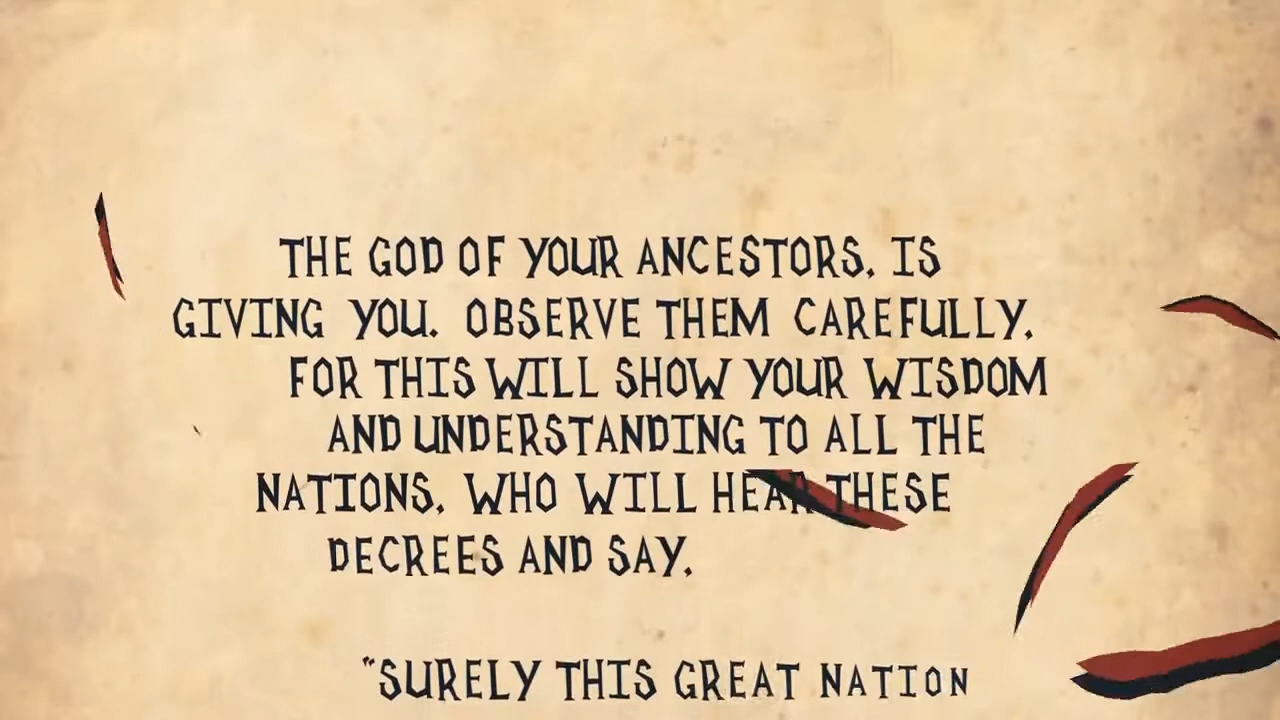 THE GOD OF YOUR ANCESTORS, IS
GIVING YOU. OBSERVE THEM CAREFULLY,
FOR THIS WILL SHOW YOUR WISDOM
AND UNDERSTANDING TO ALL THE
NATIONS, WHO WILL HEAR THESE
DECREES AND SAY,
"SURELY THIS GREAT NATION